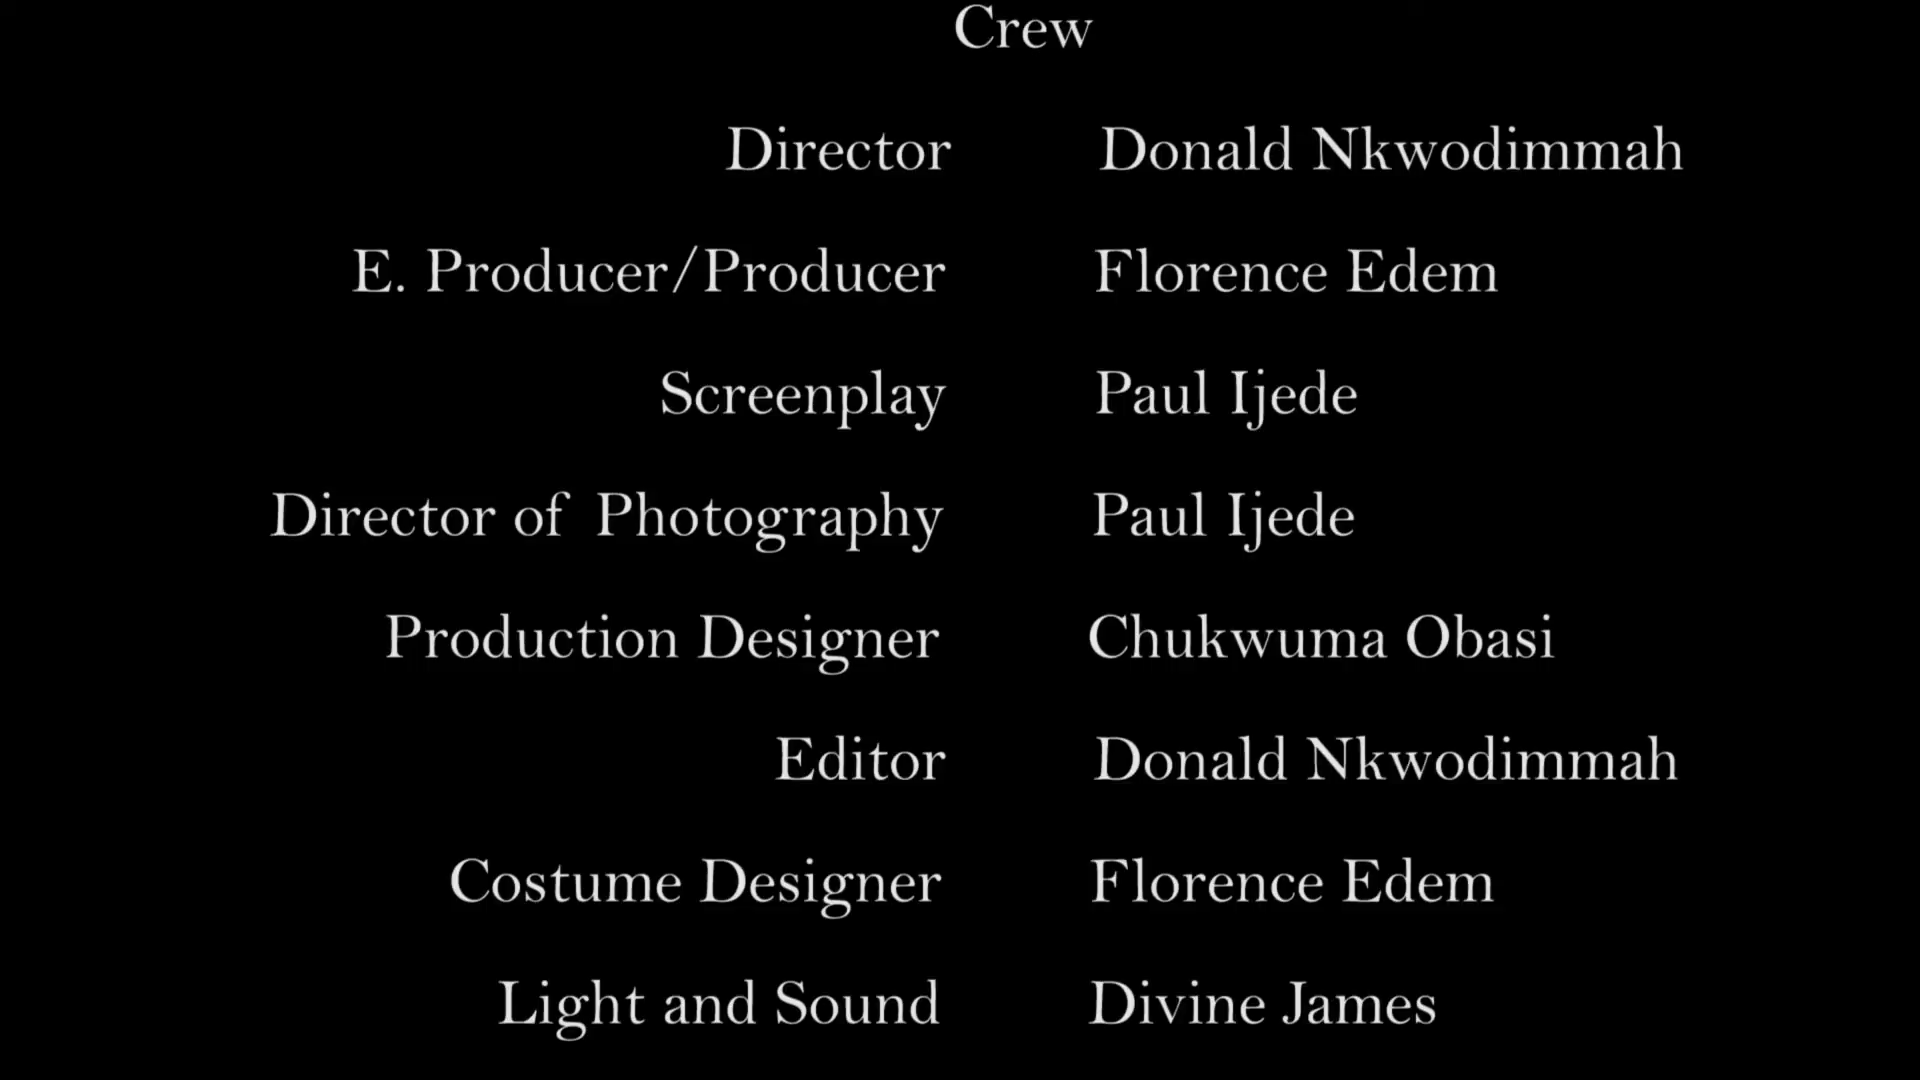 Crew
Director Donald Nkwodimmah
E. Producer/Producer Florence Edem
Screenplay Paul Ijede
Director of Photography Paul Ijede
Production Designer Chukwuma Obasi
Editor Donald Nkwodimmah
Costume Designer Florence Edem
Light and Sound Divine James